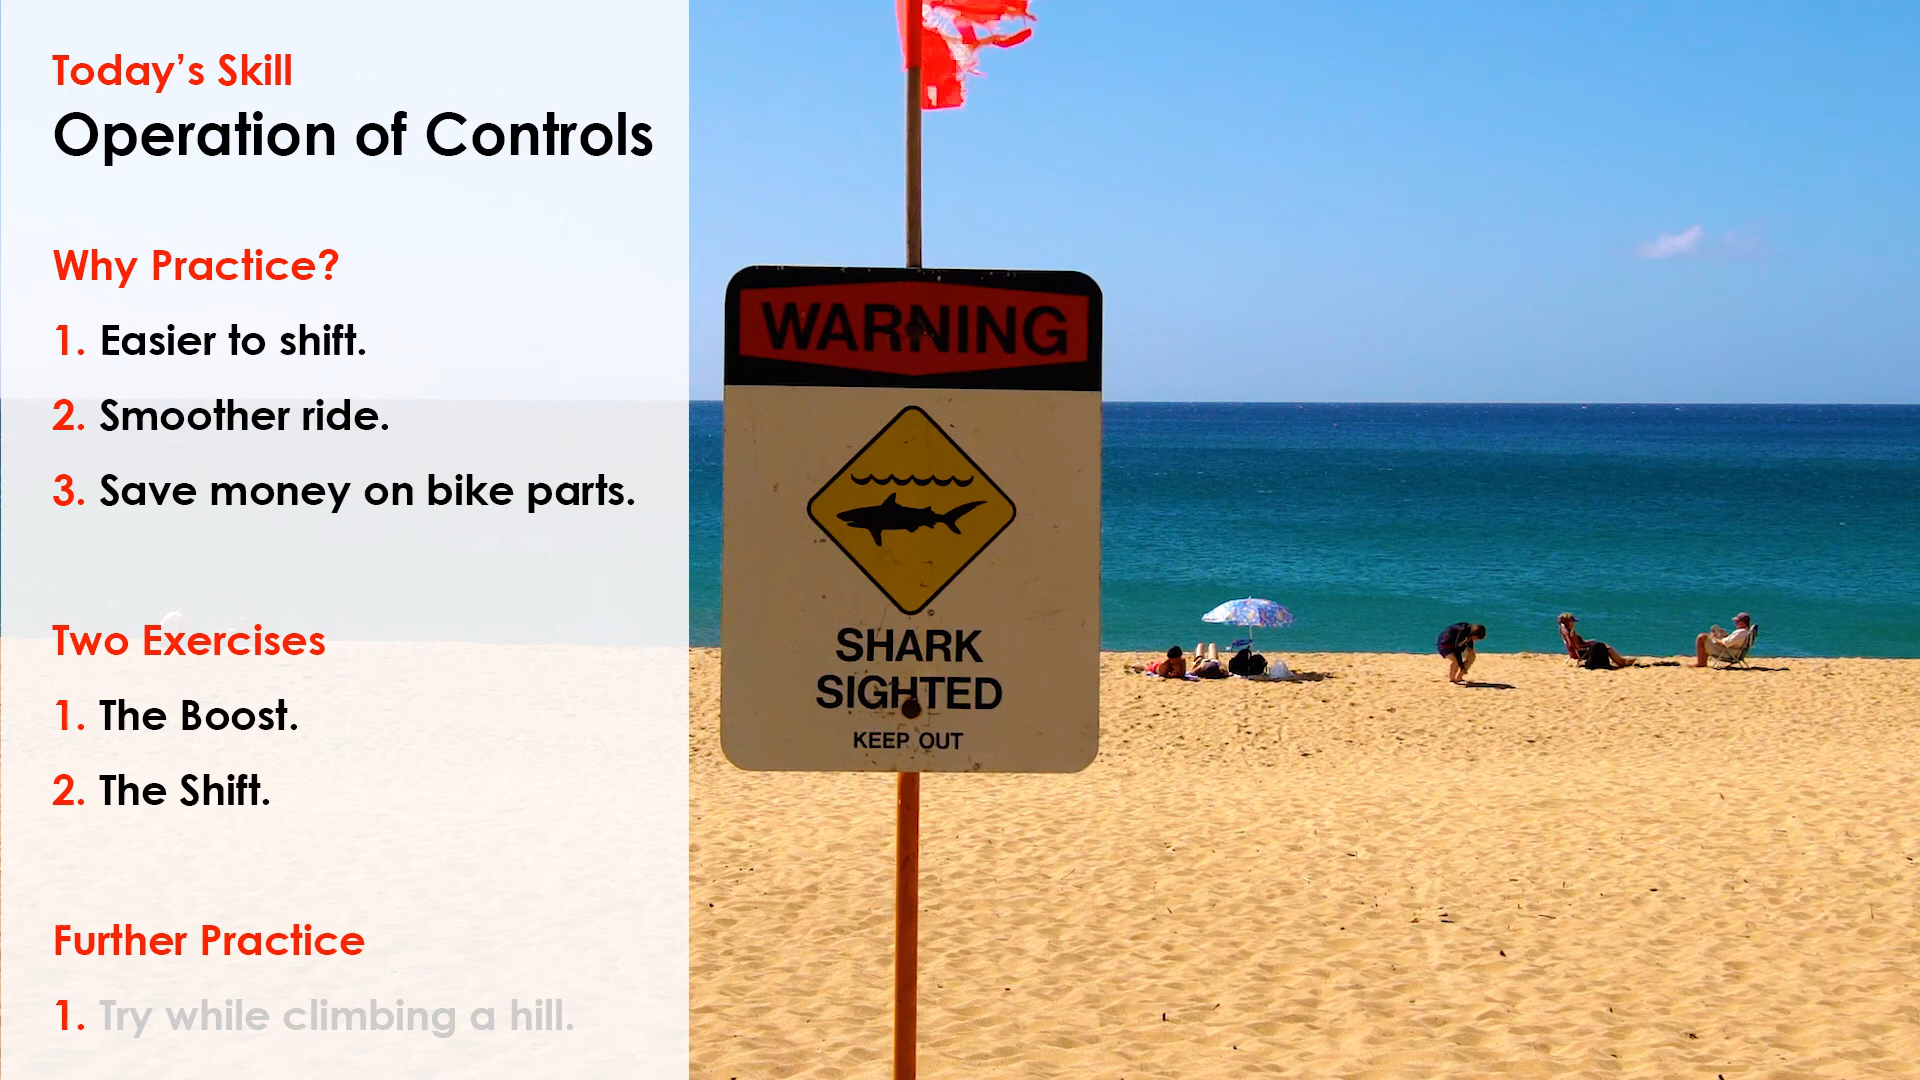 Today’s Skill
Operation of Controls
Why Practice?
1. Easier to shift.
2. Smoother ride.
3. Save money on bike parts.
Two Exercises
1. The Boost.
2. The Shift.
Further Practice
1. Try while climbing a hill.
WARNING
SHARK
SIGHTED
KEEP OUT